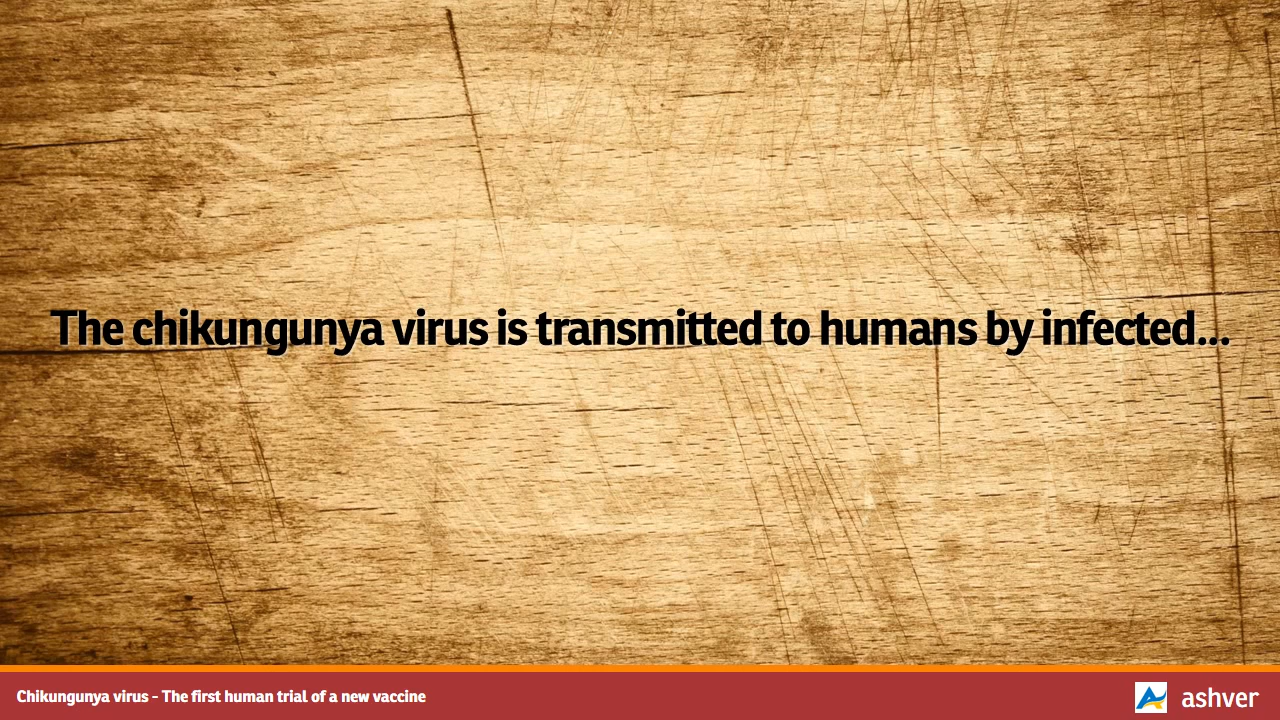 The chikungunya virus is transmitted to humans by infected...
Chikungunya virus - The first human trial of a new vaccine
ashver